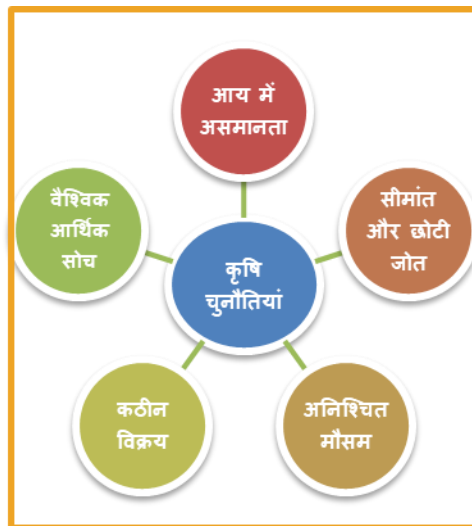 आय में
असमानता
वैश्विक
आर्थिक
सोच
सीमांत
और छोटी
जोत
कृषि
चुनौतियां
कठीन
विक्रय
अनिश्चित
मौसम